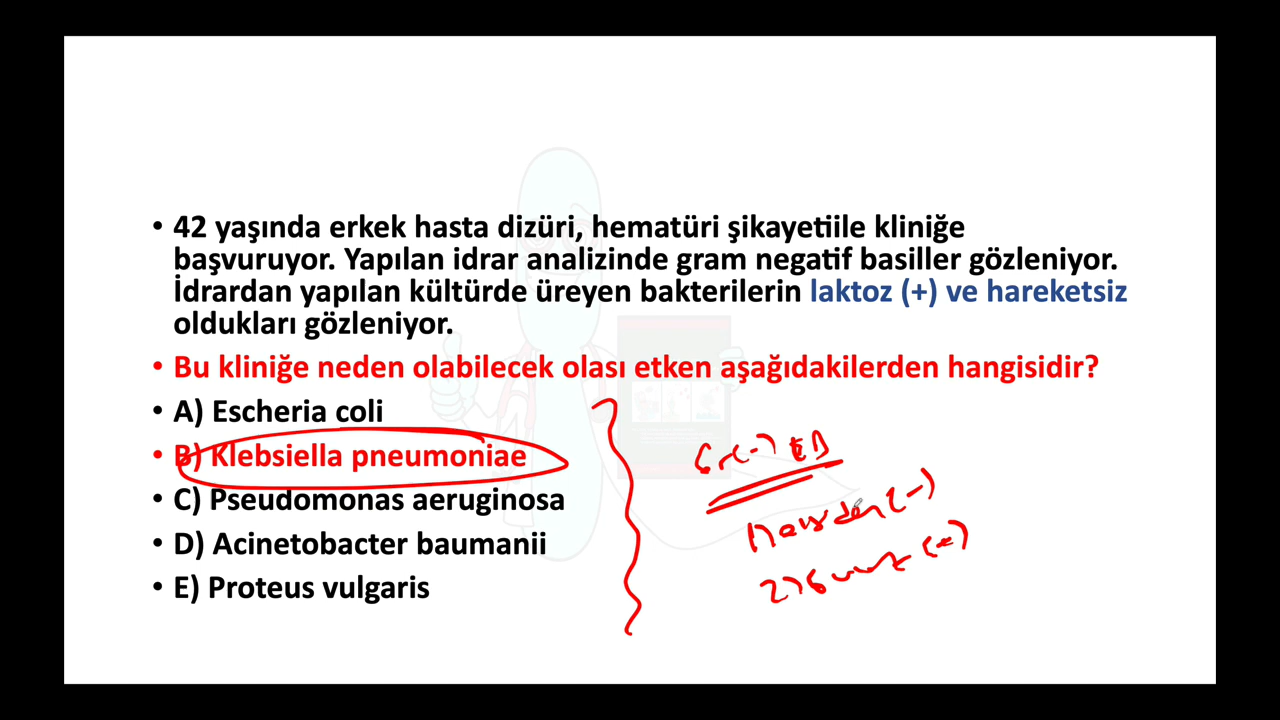 • 42 yaşında erkek hasta dizüri, hematüri şikayetiile kliniğe
başvuruyor. Yapılan idrar analizinde gram negatif basiller gözleniyor.
İdrardan yapılan kültürde üreyen bakterilerin laktoz (+) ve hareketsiz
oldukları gözleniyor.
• Bu kliniğe neden olabilecek olası etken aşağıdakilerden hangisidir?
• A) Escheria coli
• B) Klebsiella pneumoniae
• C) Pseudomonas aeruginosa
• D) Acinetobacter baumanii
• E) Proteus vulgaris
(-)
(-)